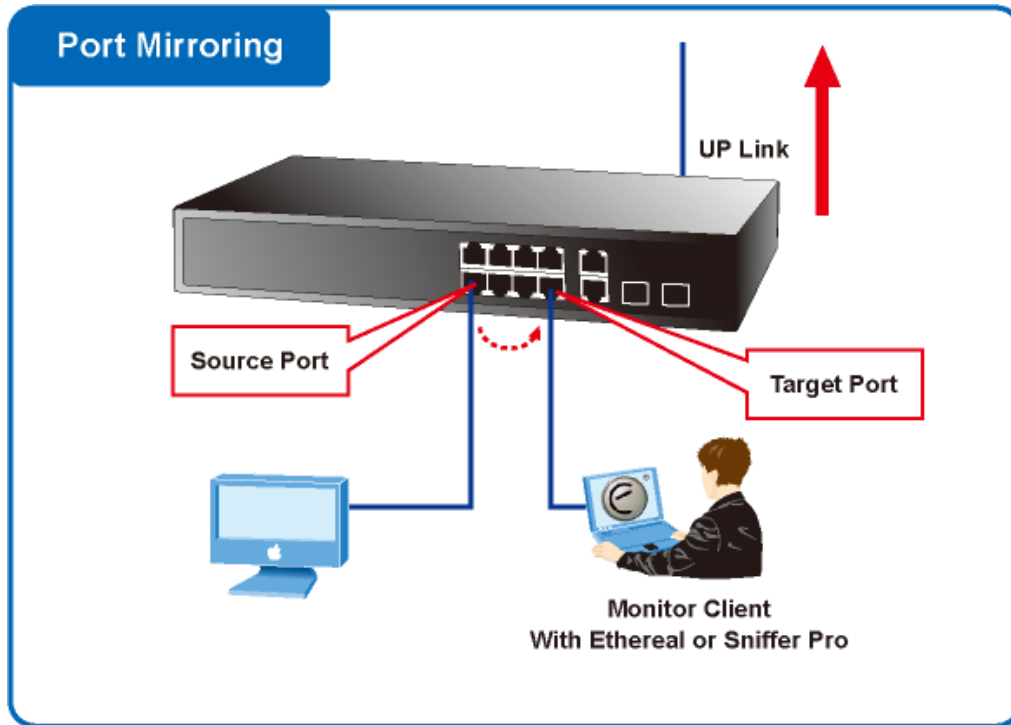 Port Mirroring
UP Link
Source Port
Target Port
Monitor Client
With Ethereal or Sniffer Pro